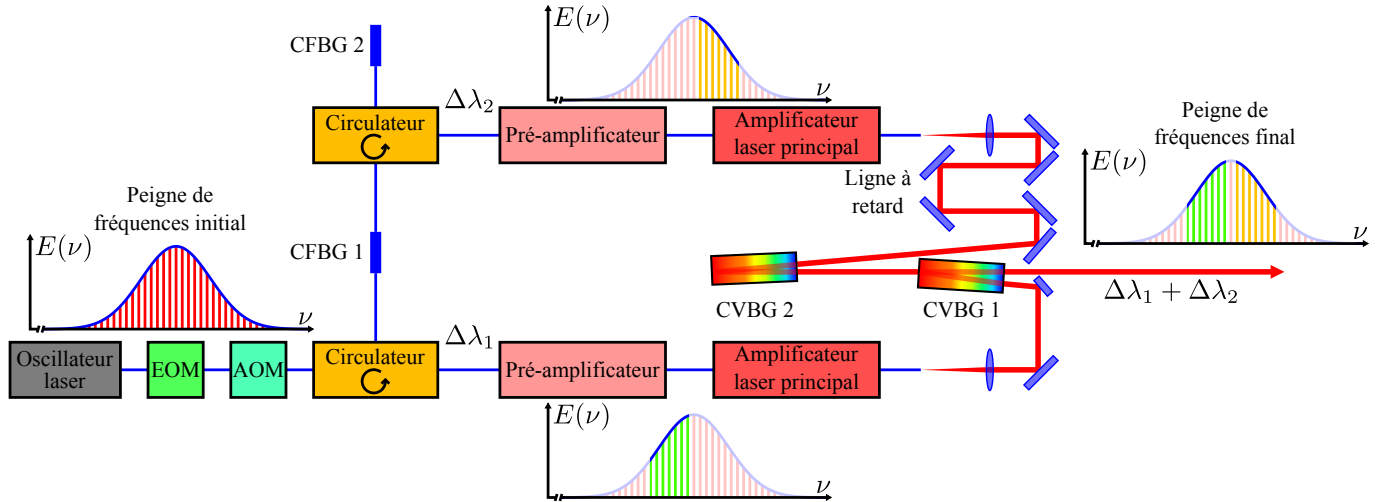 E(ν)
ν
CFBG 2
Δλ₂
Circulateur
Pré-amplificateur
Amplificateur
laser principal
Peigne de
fréquences final
E(ν)
ν
Ligne à
retard
Peigne de
fréquences initial
E(ν)
ν
CFBG 1
CVBG 2
CVBG 1
Δλ₁ + Δλ₂
Oscillateur
laser
EOM
AOM
Circulateur
Δλ₁
Pré-amplificateur
Amplificateur
laser principal
E(ν)
ν